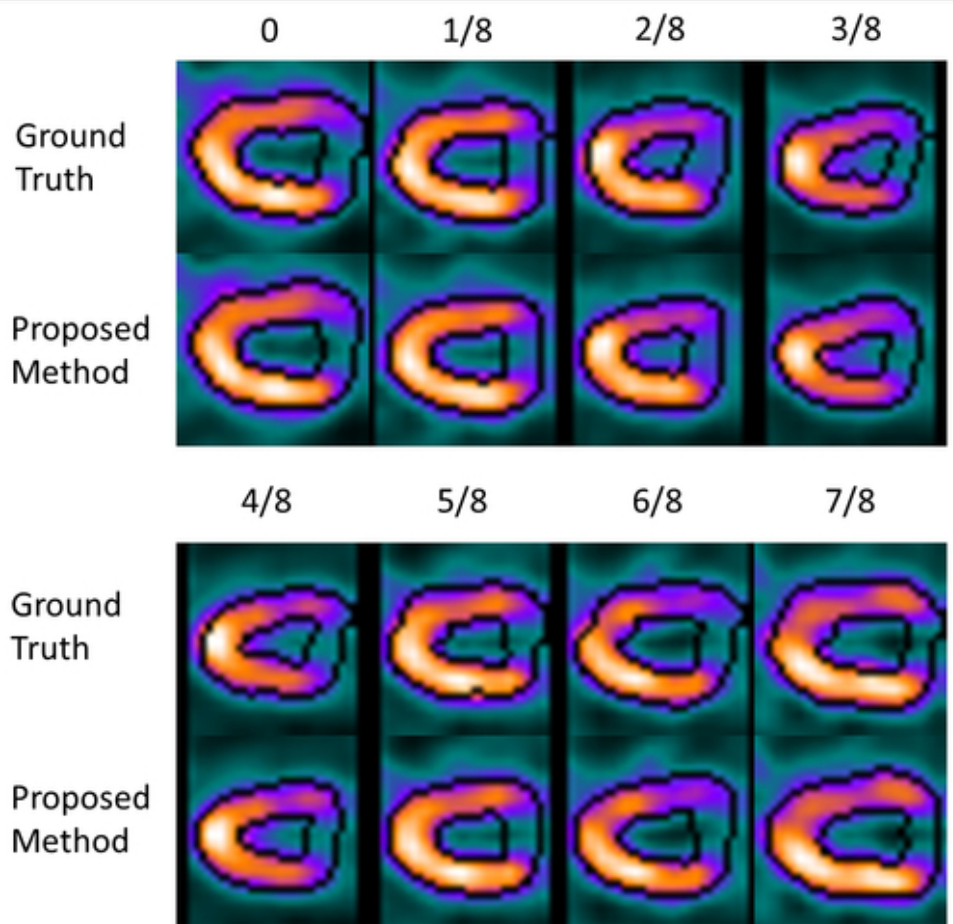 0 1/8 2/8 3/8
Ground
Truth
Proposed
Method
4/8 5/8 6/8 7/8
Ground
Truth
Proposed
Method